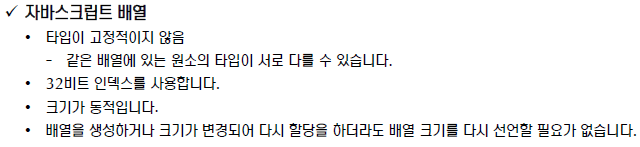 ✓ 자바스크립트 배열
• 타입이 고정적이지 않음
- 같은 배열에 있는 원소의 타입이 서로 다를 수 있습니다.
• 32비트 인덱스를 사용합니다.
• 크기가 동적입니다.
• 배열을 생성하거나 크기가 변경되어 다시 할당을 하더라도 배열 크기를 다시 선언할 필요가 없습니다.